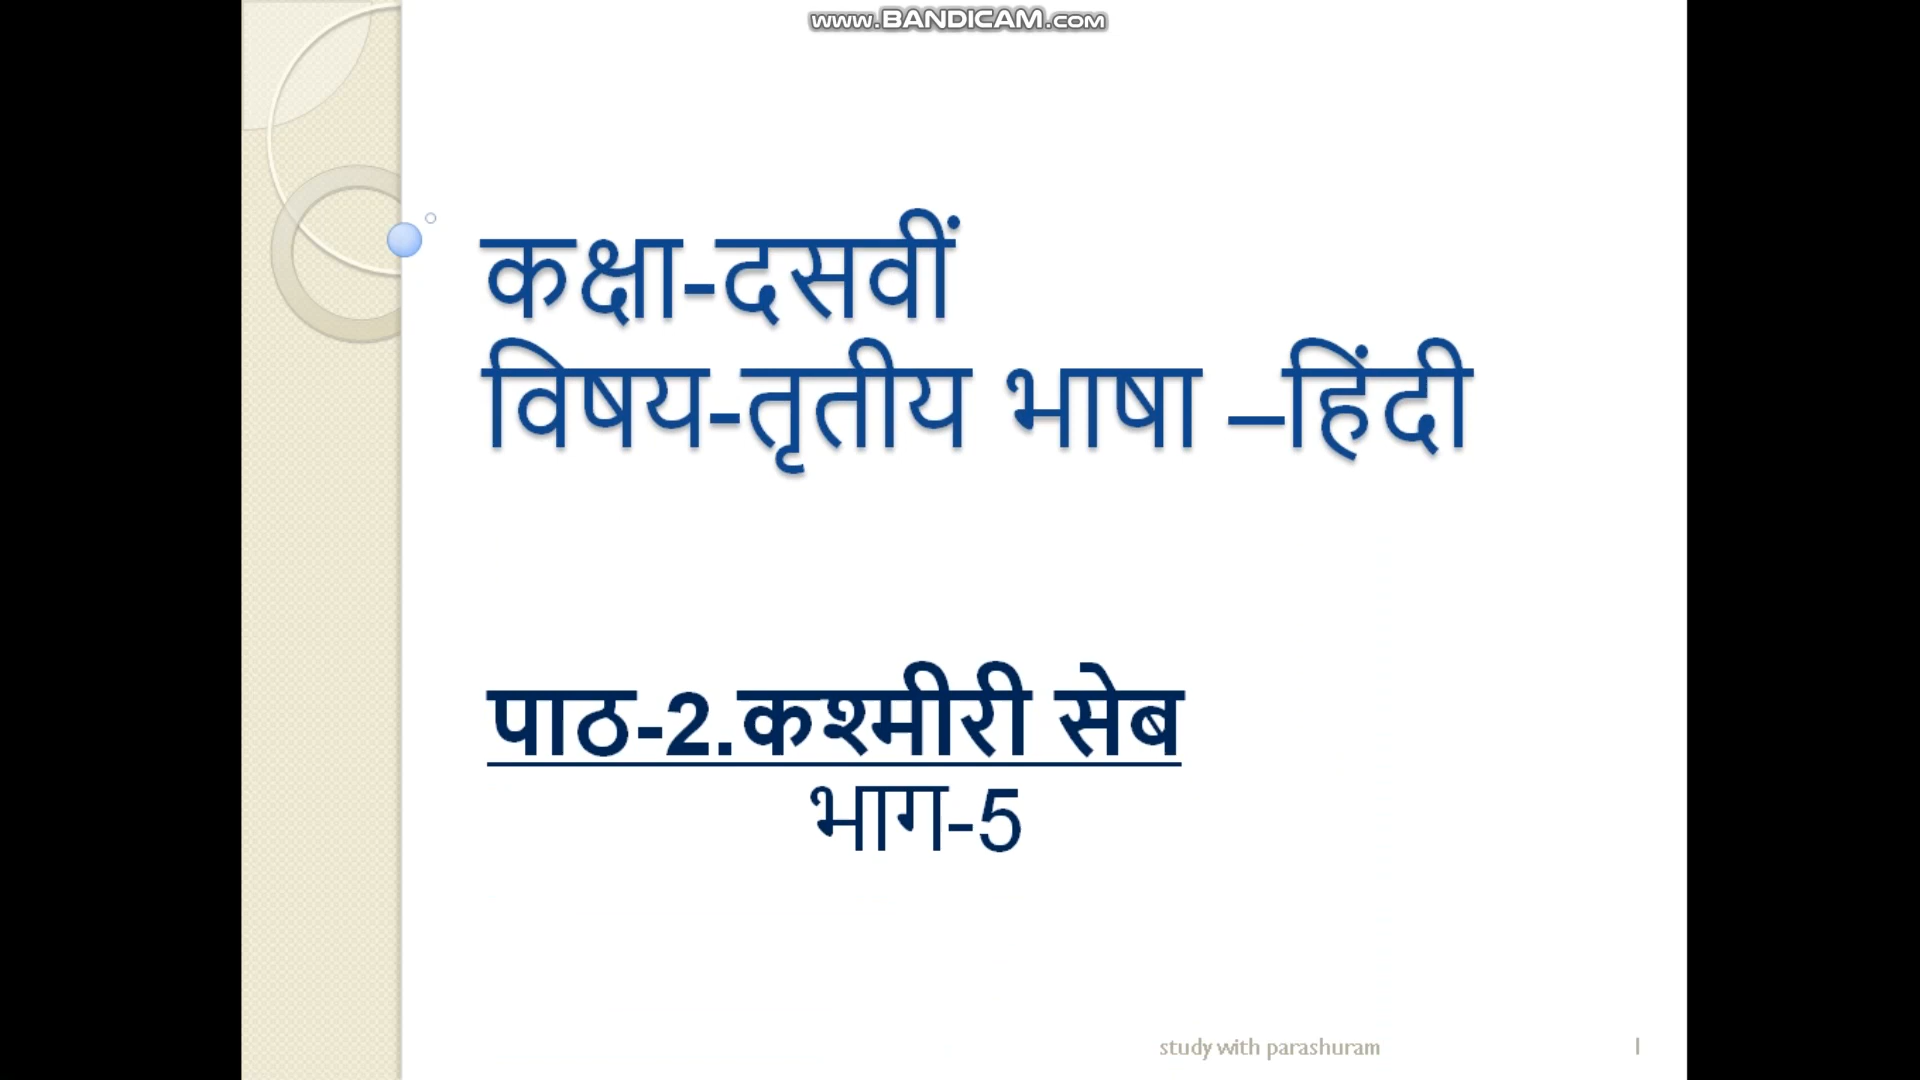 www.BANDICAM.com
कक्षा-दसवीं
विषय-तृतीय भाषा –हिंदी
पाठ-2.कश्मीरी सेब
भाग-5
study with parashuram 1